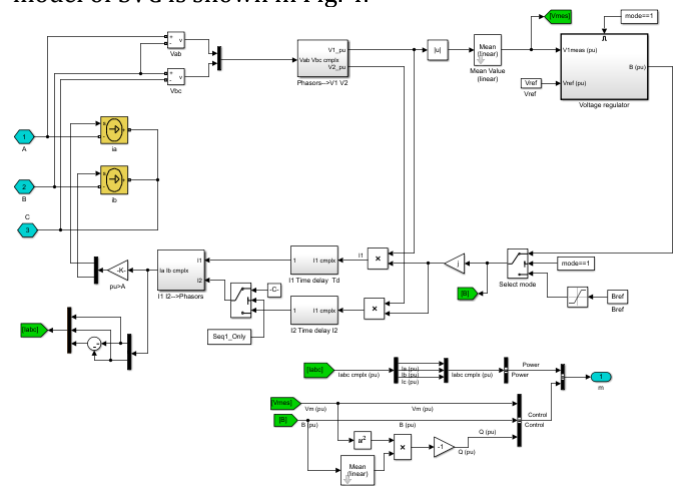 model of SVC is shown in Fig. 4.
[Vmes]
mode==1
Vab
Vbc
Vab Vbc cmplx
V1_pu
V2_pu
Phasors-->V1 V2
|u|
Mean
(linear)
Mean Value
(linear)
V1meas (pu)
Vref (pu)
B (pu)
Voltage regulator
Vref
Vref
1
A
2
B
C
3
ia
ib
-K-
pu>A
Ia Ib cmplx
I1
I2
I1 I2-->Phasors
1
I1 cmplx
I1 Time delay Td
I1
×
j
Select mode
mode==1
-C-
1
I1 cmplx
I2 Time delay I2
×
[B]
Bref
Bref
Seq1_Only
[Iabc]
[Iabc]
Iabc cmplx (pu)
Ia (pu)
Ib (pu)
Ic (pu)
Iabc cmplx (pu)
Power
Power
1
m
[Vmes]
Vm (pu)
Vm (pu)
Control
Control
[B]
B (pu)
B (pu)
×
-1
Q (pu)
Q (pu)
Mean
(linear)